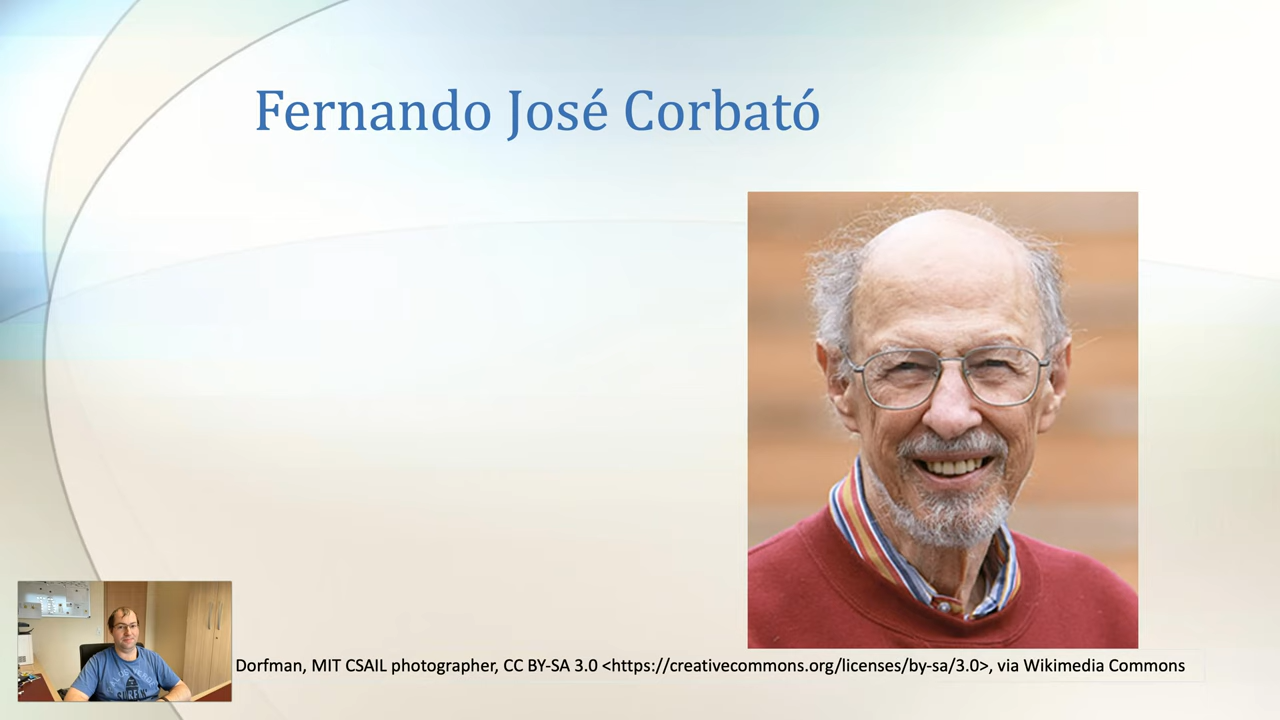 Fernando José Corbató
Dorfman, MIT CSAIL photographer, CC BY-SA 3.0 <https://creativecommons.org/licenses/by-sa/3.0>, via Wikimedia Commons